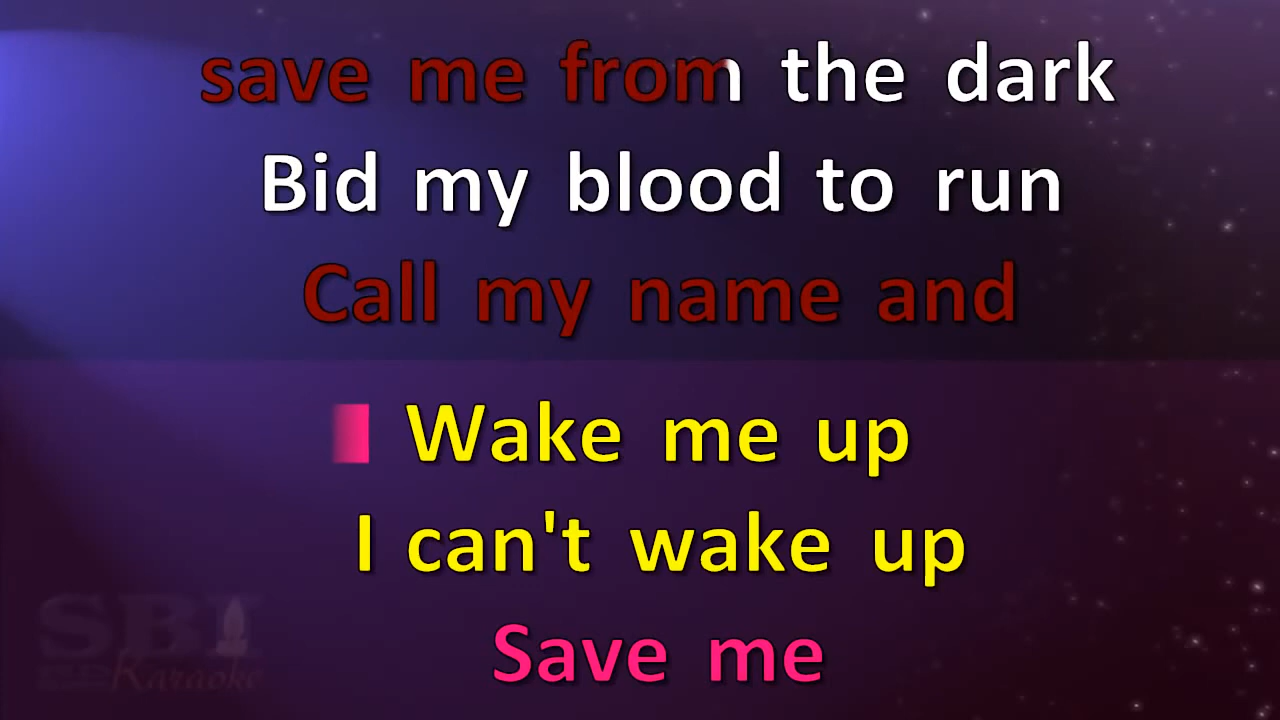 save me from the dark
Bid my blood to run
Call my name and
Wake me up
I can't wake up
Save me
SBI
Karaoke